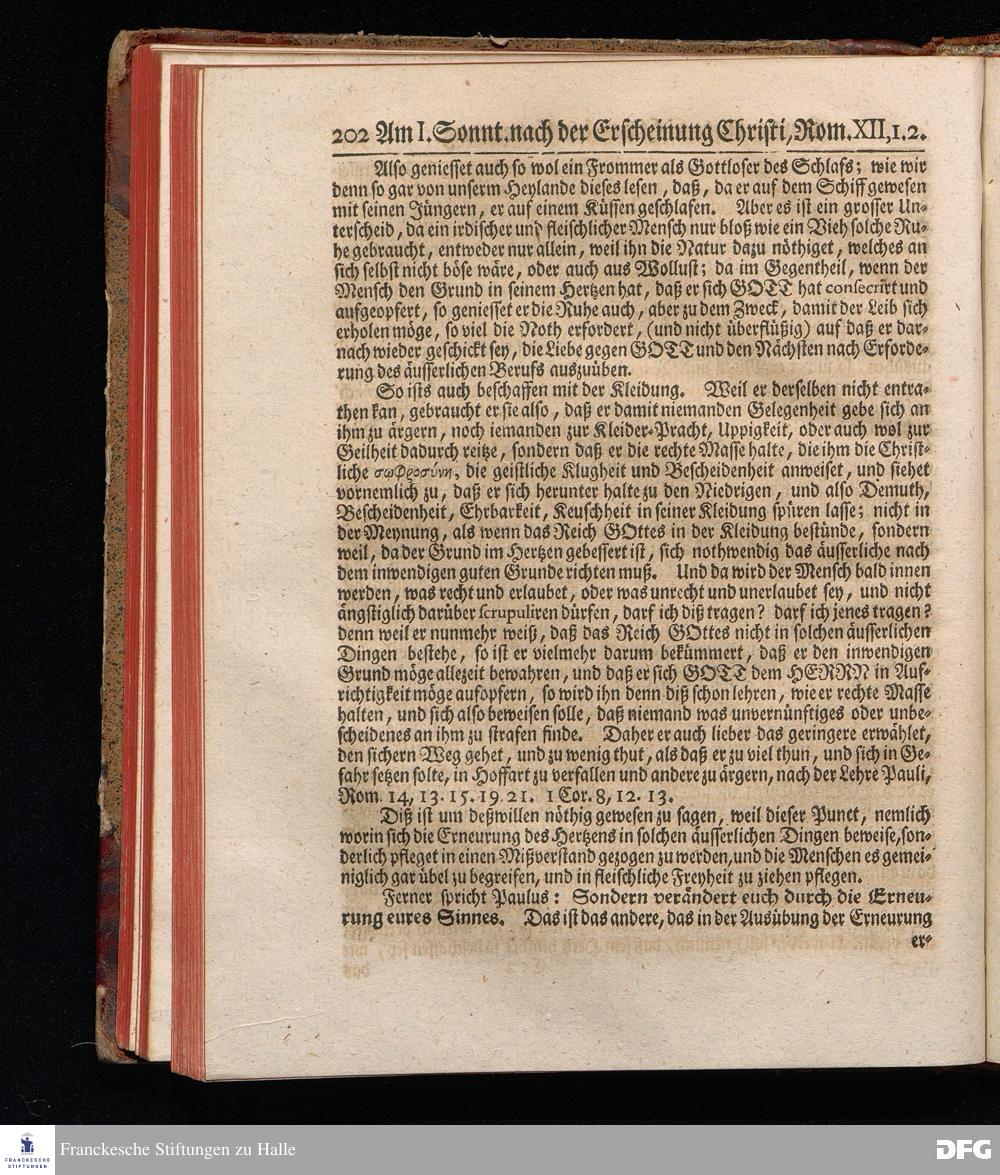 202 Am I. Sonnt. nach der Erscheinung Christi, Rom. XII, 1. 2.
Also geniesset auch so wol ein Frommer als Gottloser des Schlafs; wie wir
denn so gar von unserm Heylande dieses lesen, daß, da er auf dem Schiff gewesen
mit seinen Jüngern, er auf einem Küssen geschlafen. Aber es ist ein grosser Un-
terscheid, da ein irdischer und fleischlicher Mensch nur bloß wie ein Vieh solche Ru-
he gebraucht, entweder nur allein, weil ihn die Natur dazu nöthiget, welches an
sich selbst nicht böse wäre, oder auch aus Wollust; da im Gegentheil, wenn der
Mensch den Grund in seinem Hertzen hat, daß er sich GOTT hat consecrirt und
aufgeopfert, so geniesset er die Ruhe auch, aber zu dem Zweck, damit der Leib sich
erholen möge, so viel die Noth erfordert, (und nicht überflüßig) auf daß er dar-
nach wieder geschickt sey, die Liebe gegen GOTT und den Nächsten nach Erforde-
rung des äusserlichen Berufs auszuüben.
So ists auch beschaffen mit der Kleidung. Weil er derselben nicht entra-
then kan, gebraucht er sie also, daß er damit niemanden Gelegenheit gebe sich an
ihm zu ärgern, noch iemanden zur Kleider-Pracht, Uppigkeit, oder auch wol zur
Geilheit dadurch reitze, sondern daß er die rechte Masse halte, die ihm die Christ-
liche σωφροσύνη, die geistliche Klugheit und Bescheidenheit anweiset, und siehet
vornemlich zu, daß er sich herunter halte zu den Niedrigen, und also Demuth,
Bescheidenheit, Ehrbarkeit, Keuschheit in seiner Kleidung spüren lasse; nicht in
der Meynung, als wenn das Reich GOttes in der Kleidung bestünde, sondern
weil, da der Grund im Hertzen gebessert ist, sich nothwendig das äusserliche nach
dem inwendigen guten Grunde richten muß. Und da wird der Mensch bald innen
werden, was recht und erlaubet, oder was unrecht und unerlaubet sey, und nicht
ängstiglich darüber scrupuliren dürfen, darf ich diß tragen? darf ich jenes tragen?
denn weil er nunmehr weiß, daß das Reich GOttes nicht in solchen äusserlichen
Dingen bestehe, so ist er vielmehr darum bekümmert, daß er den inwendigen
Grund möge allezeit bewahren, und daß er sich GOTT dem HERRN in Auf-
richtigkeit möge aufopfern, so wird ihn denn diß schon lehren, wie er rechte Masse
halten, und sich also beweisen solle, daß niemand was unvernünftiges oder unbe-
scheidenes an ihm zu strafen finde. Daher er auch lieber das geringere erwählet,
den sichern Weg gehet, und zu wenig thut, als daß er zu viel thun, und sich in Ge-
fahr setzen solte, in Hoffart zu verfallen und andere zu ärgern, nach der Lehre Pauli,
Rom. 14, 13. 15. 19. 21. 1 Cor. 8, 12. 13.
Diß ist um deßwillen nöthig gewesen zu sagen, weil dieser Punct, nemlich
worin sich die Erneurung des Hertzens in solchen äusserlichen Dingen beweise, son-
derlich pfleget in einen Mißverstand gezogen zu werden, und die Menschen es gemei-
niglich gar übel zu begreifen, und in fleischliche Freyheit zu ziehen pflegen.
Ferner spricht Paulus: Sondern verändert euch durch die Erneu-
rung eures Sinnes. Das ist das andere, das in der Ausübung der Erneurung
er-
FRANCKESCHE
STIFTUNGEN
Franckesche Stiftungen zu Halle
DFG